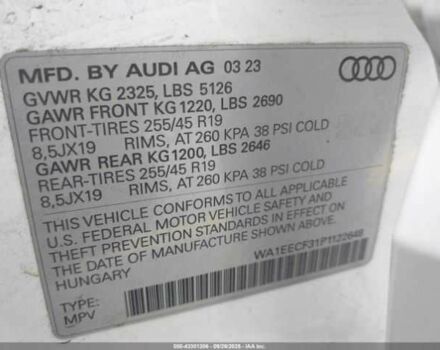 MFD. BY AUDI AG 03 23
GVWR KG 2325, LBS 5126
GAWR FRONT KG1220, LBS 2690
FRONT-TIRES 255/45 R19
8,5JX19 RIMS, AT 260 KPA 38 PSI COLD
GAWR REAR KG1200, LBS 2646
REAR-TIRES 255/45 R19
8,5JX19 RIMS, AT 260 KPA 38 PSI COLD
THIS VEHICLE CONFORMS TO ALL APPLICABLE
U.S. FEDERAL MOTOR VEHICLE SAFETY AND
THEFT PREVENTION STANDARDS IN EFFECT ON
THE DATE OF MANUFACTURE SHOWN ABOVE.
HUNGARY
WA1EECF31P1122648
TYPE:
MPV